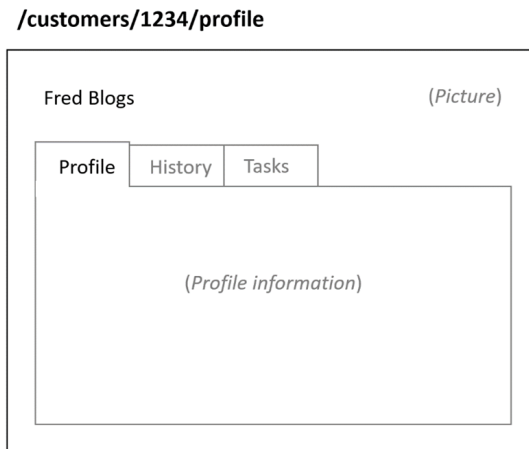 /customers/1234/profile
Fred Blogs
(Picture)
Profile
History
Tasks
(Profile information)